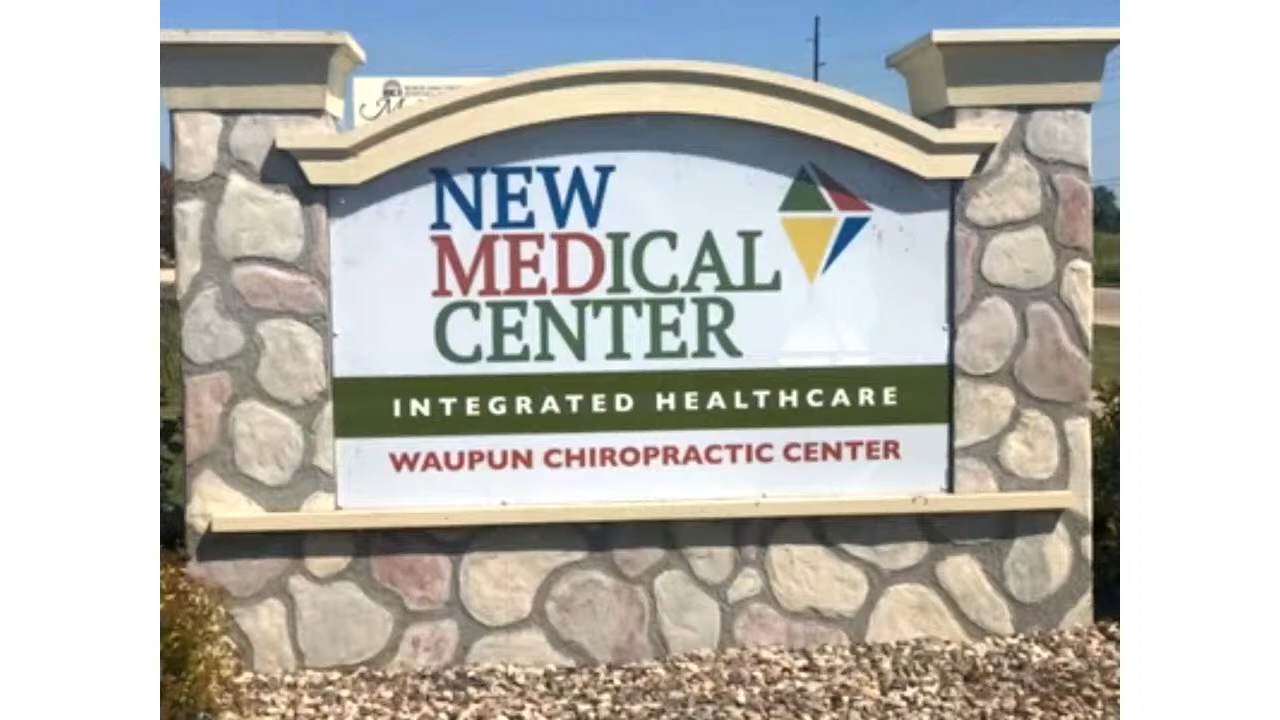 NEW
MEDICAL
CENTER
INTEGRATED HEALTHCARE
WAUPUN CHIROPRACTIC CENTER